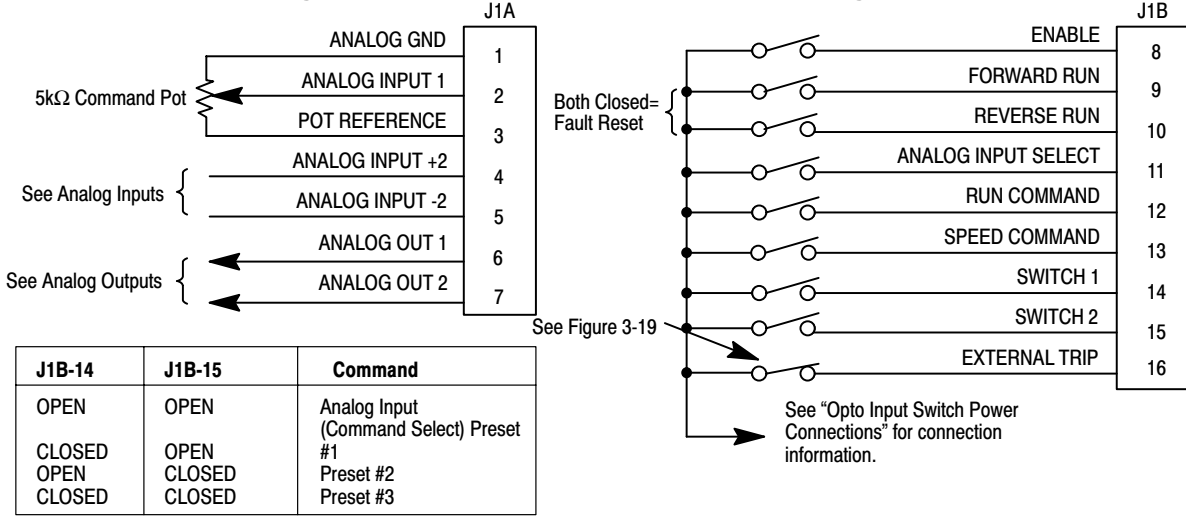 J1A
ANALOG GND
1
5kΩ Command Pot
ANALOG INPUT 1
2
POT REFERENCE
3
ANALOG INPUT +2
4
See Analog Inputs
ANALOG INPUT -2
5
ANALOG OUT 1
6
See Analog Outputs
ANALOG OUT 2
7
J1B
ENABLE
8
FORWARD RUN
9
Both Closed=
Fault Reset
REVERSE RUN
10
ANALOG INPUT SELECT
11
RUN COMMAND
12
SPEED COMMAND
13
SWITCH 1
14
SWITCH 2
15
See Figure 3-19
EXTERNAL TRIP
16
See “Opto Input Switch Power
Connections” for connection
information.
J1B-14 J1B-15 Command
OPEN OPEN Analog Input
(Command Select) Preset
CLOSED OPEN #1
OPEN CLOSED Preset #2
CLOSED CLOSED Preset #3